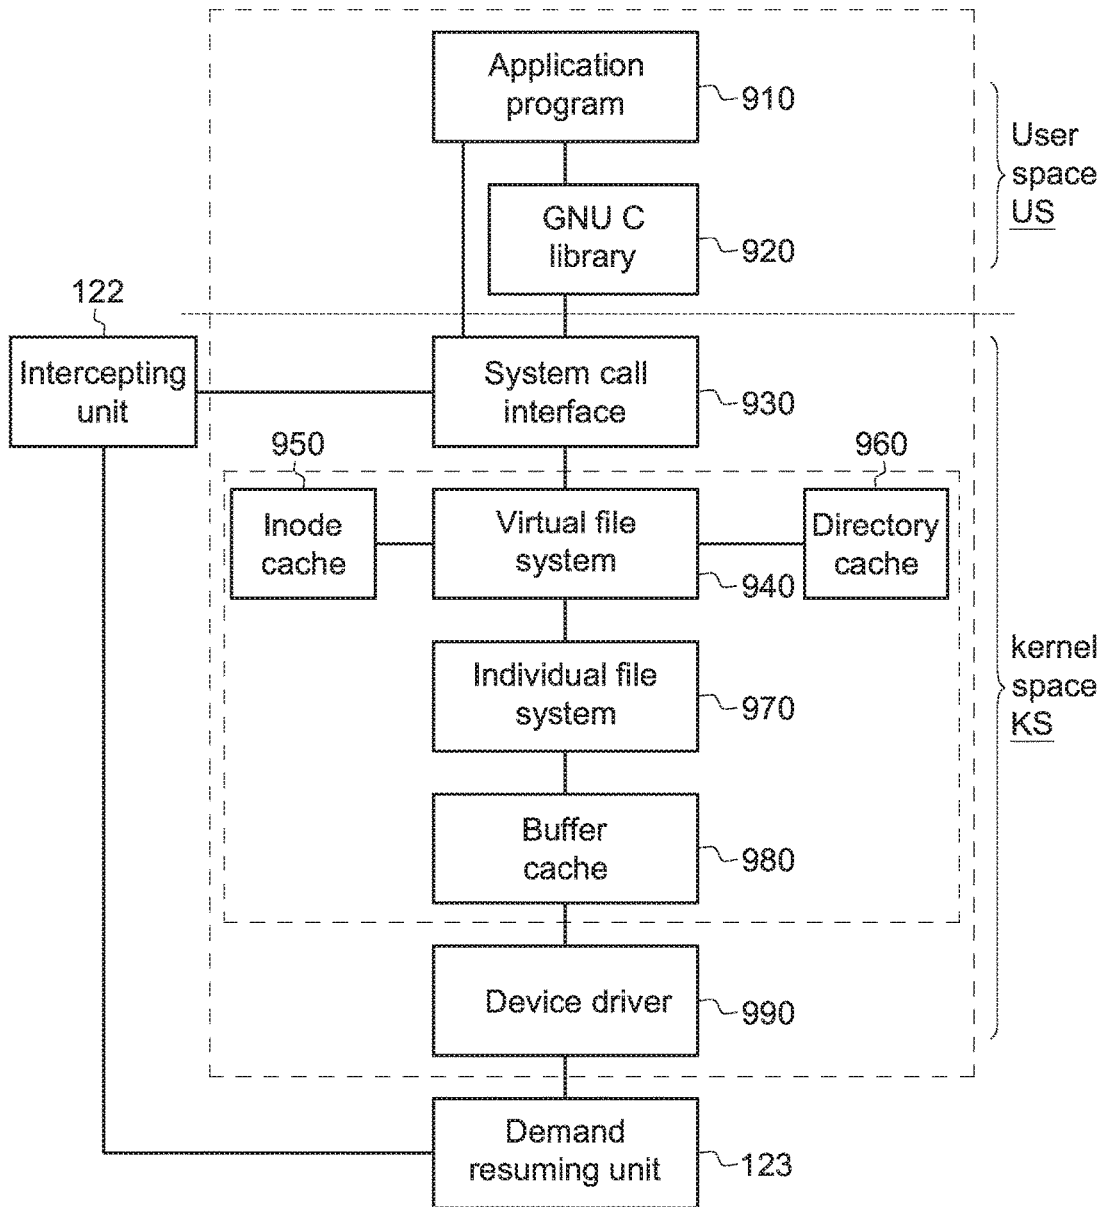 Application
program
910
User
space
US
GNU C
library
920
122
Intercepting
unit
System call
interface
930
950
960
Inode
cache
Virtual file
system
940
Directory
cache
Individual file
system
970
kernel
space
KS
Buffer
cache
980
Device driver
990
Demand
resuming unit
123